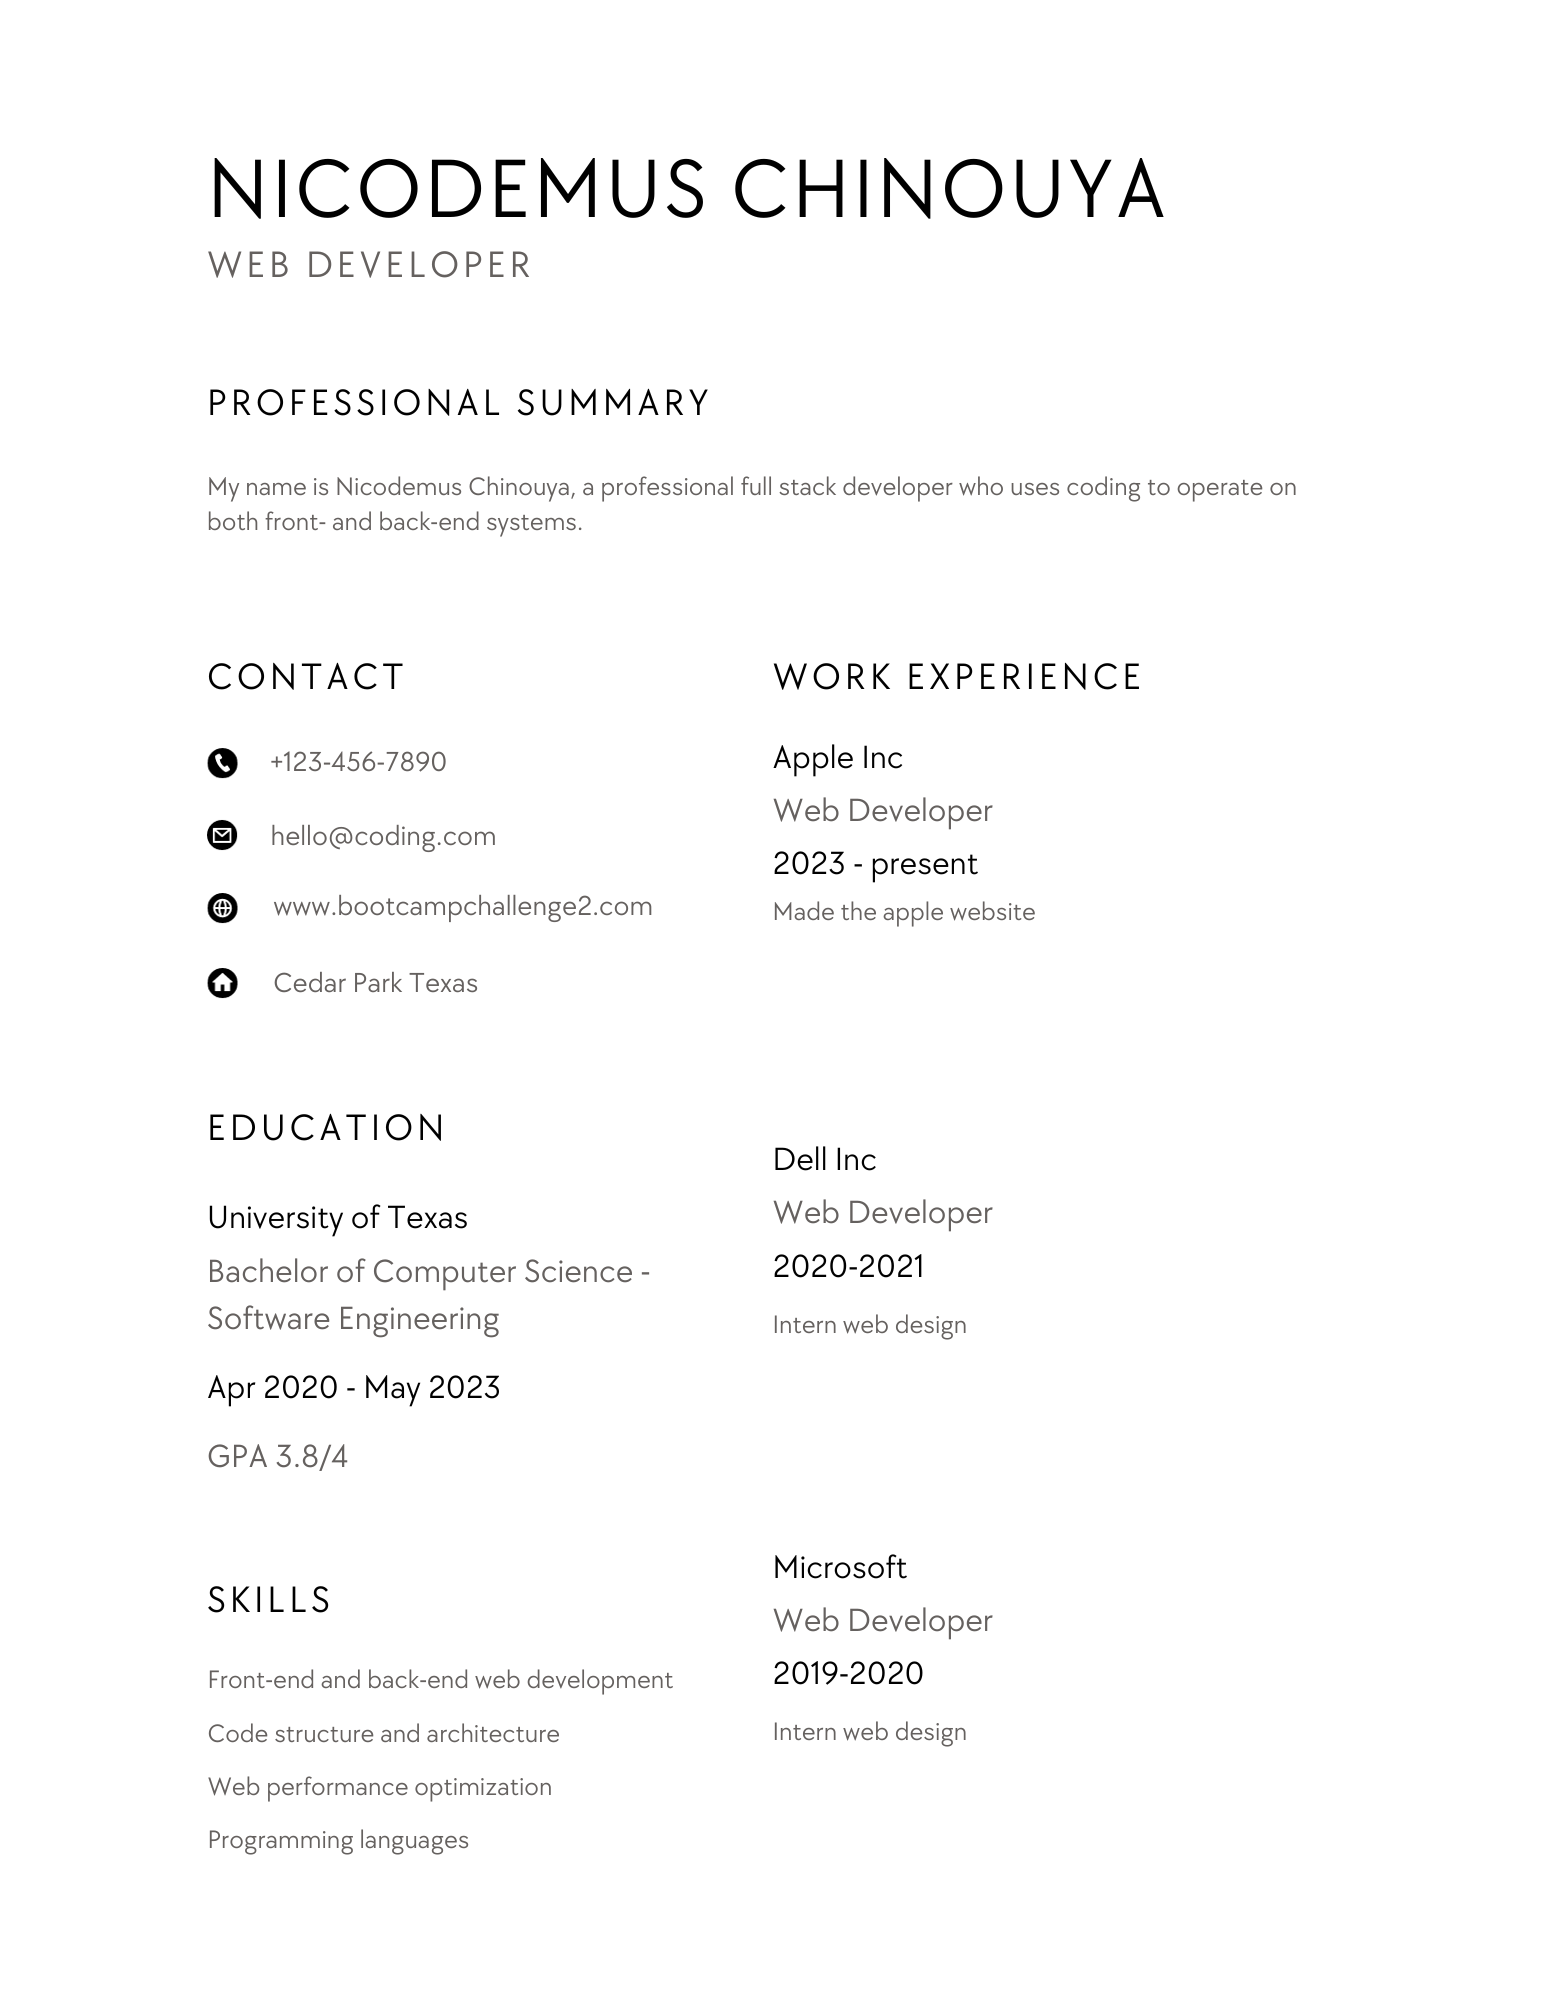 NICODEMUS CHINOUYA
WEB DEVELOPER
PROFESSIONAL SUMMARY
My name is Nicodemus Chinouya, a professional full stack developer who uses coding to operate on
both front- and back-end systems.
CONTACT
+123-456-7890
hello@coding.com
www.bootcampchallenge2.com
Cedar Park Texas
EDUCATION
University of Texas
Bachelor of Computer Science -
Software Engineering
Apr 2020 - May 2023
GPA 3.8/4
SKILLS
Front-end and back-end web development
Code structure and architecture
Web performance optimization
Programming languages
WORK EXPERIENCE
Apple Inc
Web Developer
2023 - present
Made the apple website
Dell Inc
Web Developer
2020-2021
Intern web design
Microsoft
Web Developer
2019-2020
Intern web design